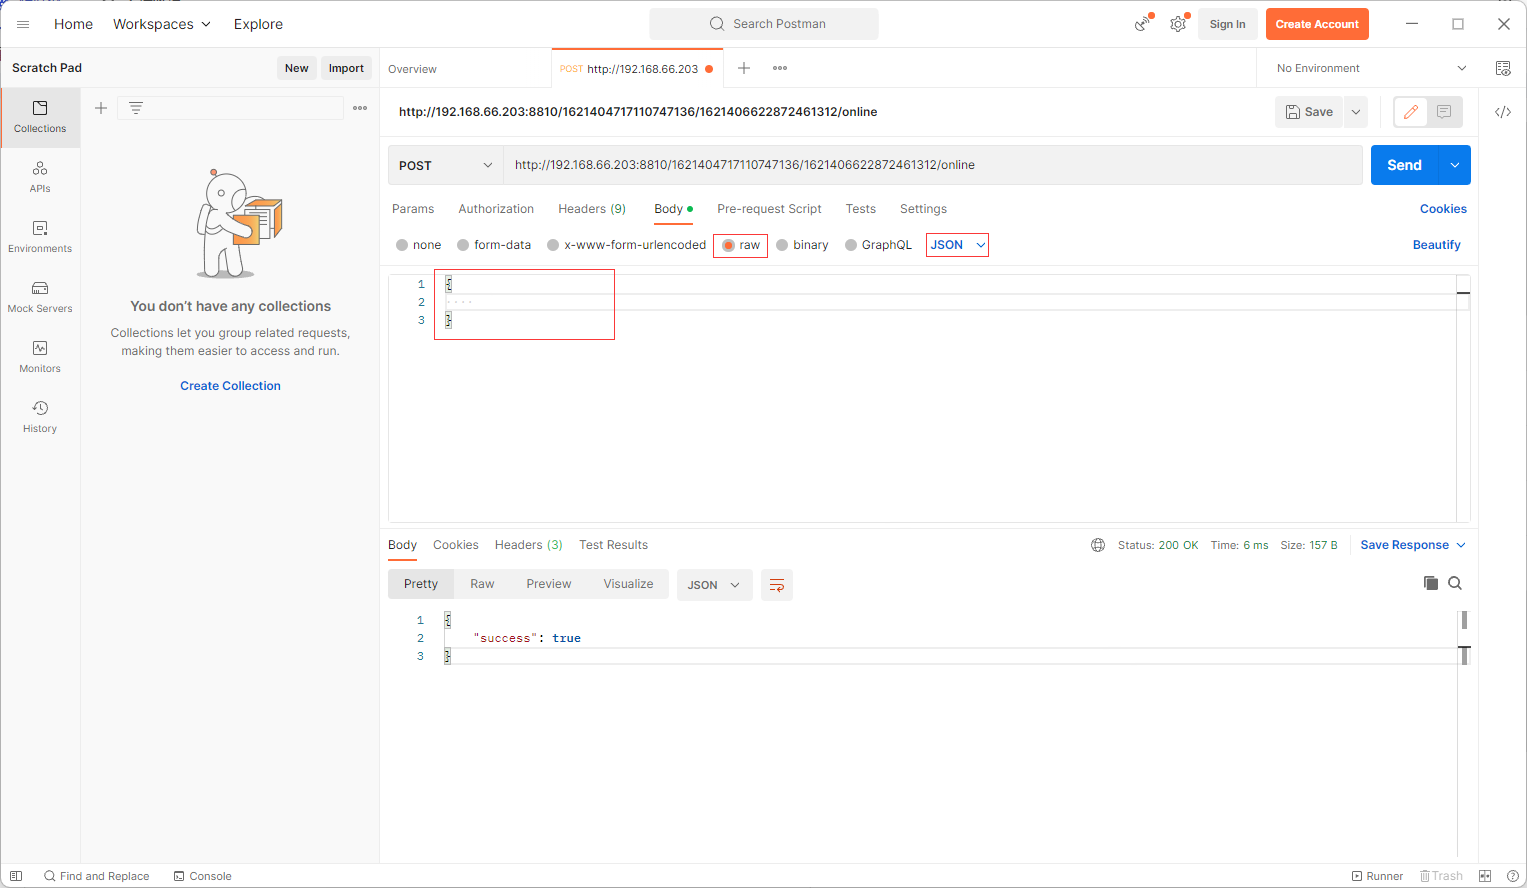 Home Workspaces Explore Search Postman Sign In Create Account
Scratch Pad New Import Overview POST http://192.168.66.203 No Environment
Collections
APIs
Environments
Mock Servers
Monitors
History
You don't have any collections
Collections let you group related requests,
making them easier to access and run.
Create Collection
http://192.168.66.203:8810/1621404717110747136/1621406622872461312/online Save
POST http://192.168.66.203:8810/1621404717110747136/1621406622872461312/online Send
Params Authorization Headers (9) Body Pre-request Script Tests Settings Cookies
none form-data x-www-form-urlencoded raw binary GraphQL JSON Beautify
1 {
2
3 }
Body Cookies Headers (3) Test Results Status: 200 OK Time: 6 ms Size: 157 B Save Response
Pretty Raw Preview Visualize JSON
1 {
2 "success": true
3 }
Find and Replace Console Runner Trash